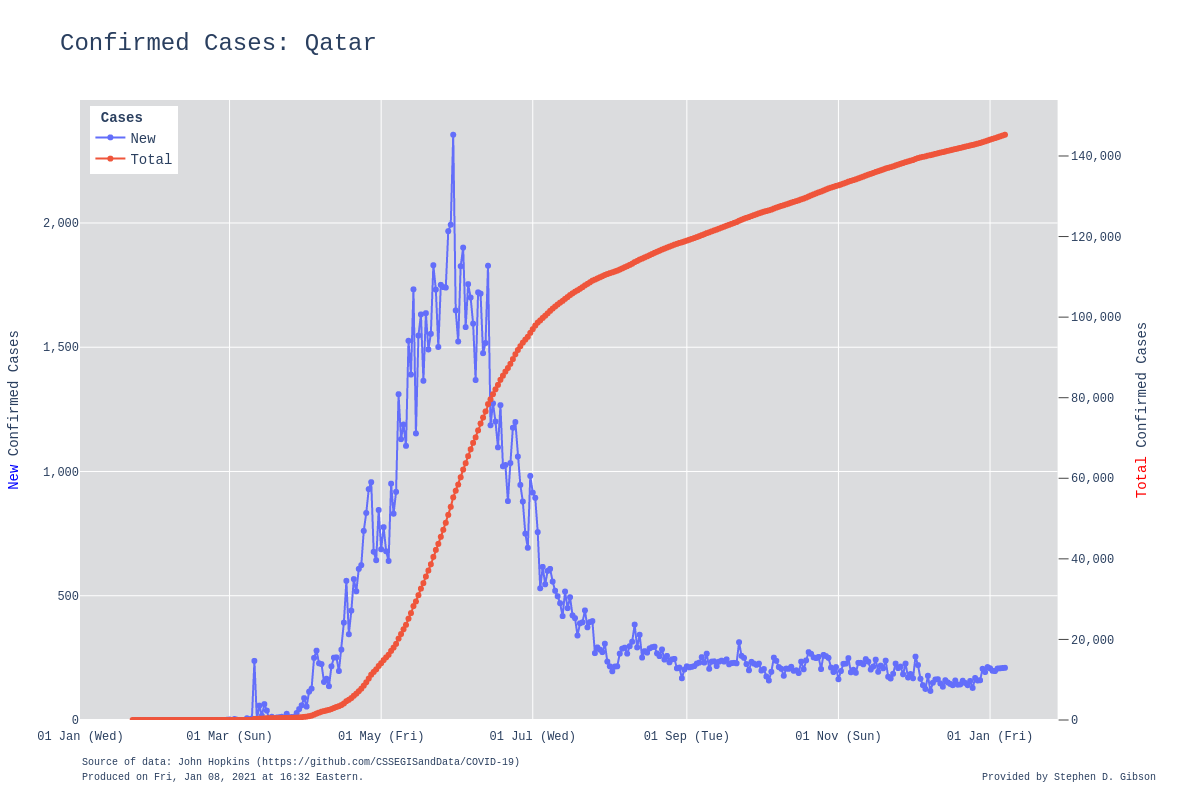 Confirmed Cases: Qatar
Cases
New
Total
2,000
1,500
1,000
500
0
140,000
120,000
100,000
80,000
60,000
40,000
20,000
0
New Confirmed Cases
Total Confirmed Cases
01 Jan (Wed)
01 Mar (Sun)
01 May (Fri)
01 Jul (Wed)
01 Sep (Tue)
01 Nov (Sun)
01 Jan (Fri)
Source of data: John Hopkins (https://github.com/CSSEGISandData/COVID-19)
Produced on Fri, Jan 08, 2021 at 16:32 Eastern.
Provided by Stephen D. Gibson